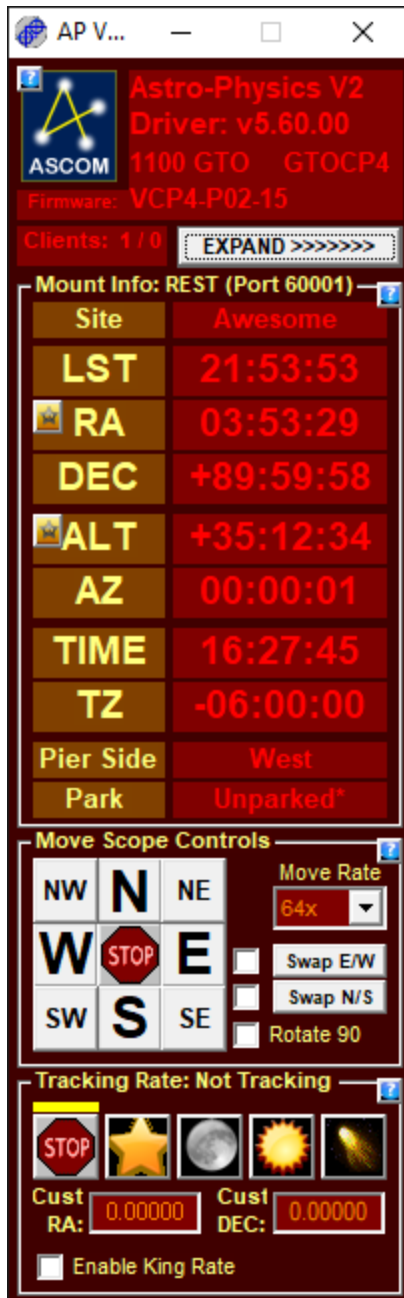 AP V...
Astro-Physics V2
Driver: v5.60.00
ASCOM
1100 GTO GTOCP4
Firmware: VCP4-P02-15
Clients: 1 / 0 EXPAND >>>>>>>
Mount Info: REST (Port 60001)
Site Awesome
LST 21:53:53
RA 03:53:29
DEC +89:59:58
ALT +35:12:34
AZ 00:00:01
TIME 16:27:45
TZ -06:00:00
Pier Side West
Park Unparked*
Move Scope Controls
NW N NE
Move Rate
64x
W STOP E
Swap E/W
Swap N/S
SW S SE
Rotate 90
Tracking Rate: Not Tracking
STOP
Cust RA: 0.00000 Cust DEC: 0.00000
Enable King Rate